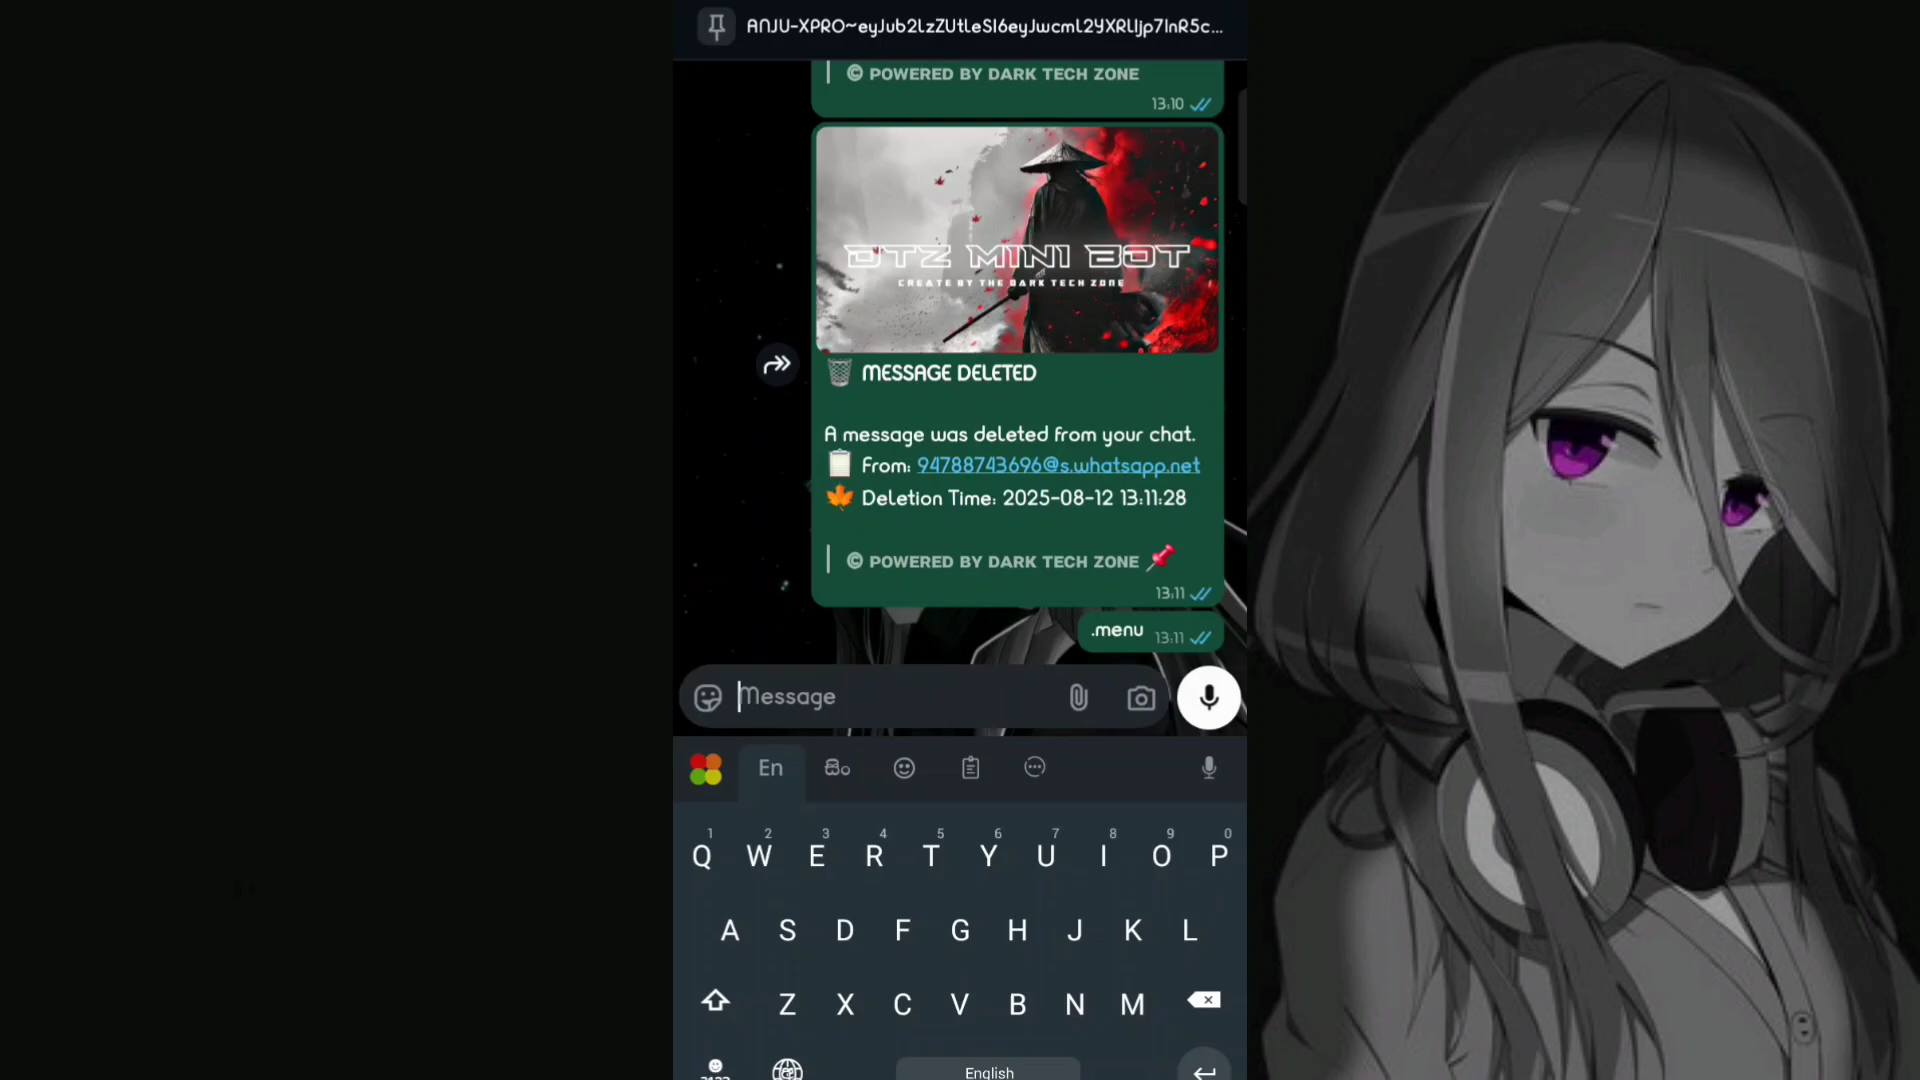 ANJU-XPRO~eyJub2lzZUtleSI6eyJwcml2YXRlIjp7InR5c...
© POWERED BY DARK TECH ZONE
13:10
DTZ MINI BOT
CREATE BY THE DARK TECH ZONE
MESSAGE DELETED
A message was deleted from your chat.
From: 94788743696@s.whatsapp.net
Deletion Time: 2025-08-12 13:11:28
© POWERED BY DARK TECH ZONE
13:11
.menu 13:11
Message
En සිං
1 2 3 4 5 6 7 8 9 0
Q W E R T Y U I O P
A S D F G H J K L
Z X C V B N M
English